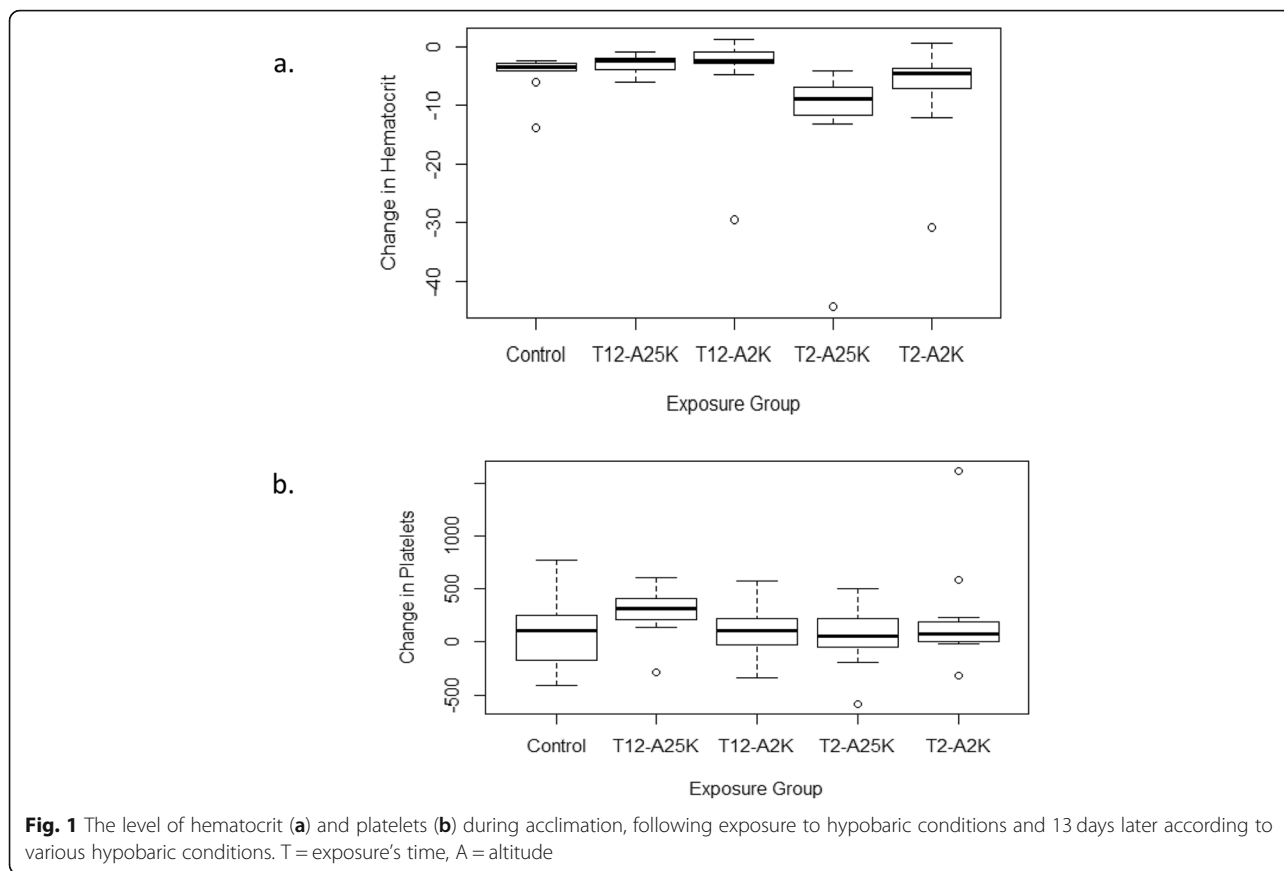 a.
Change in Hematocrit
0
-10
-20
-30
-40
Control T12-A25K T12-A2K T2-A25K T2-A2K
Exposure Group
b.
Change in Platelets
1000
500
0
-500
Control T12-A25K T12-A2K T2-A25K T2-A2K
Exposure Group
Fig. 1 The level of hematocrit (a) and platelets (b) during acclimation, following exposure to hypobaric conditions and 13 days later according to
various hypobaric conditions. T = exposure's time, A = altitude